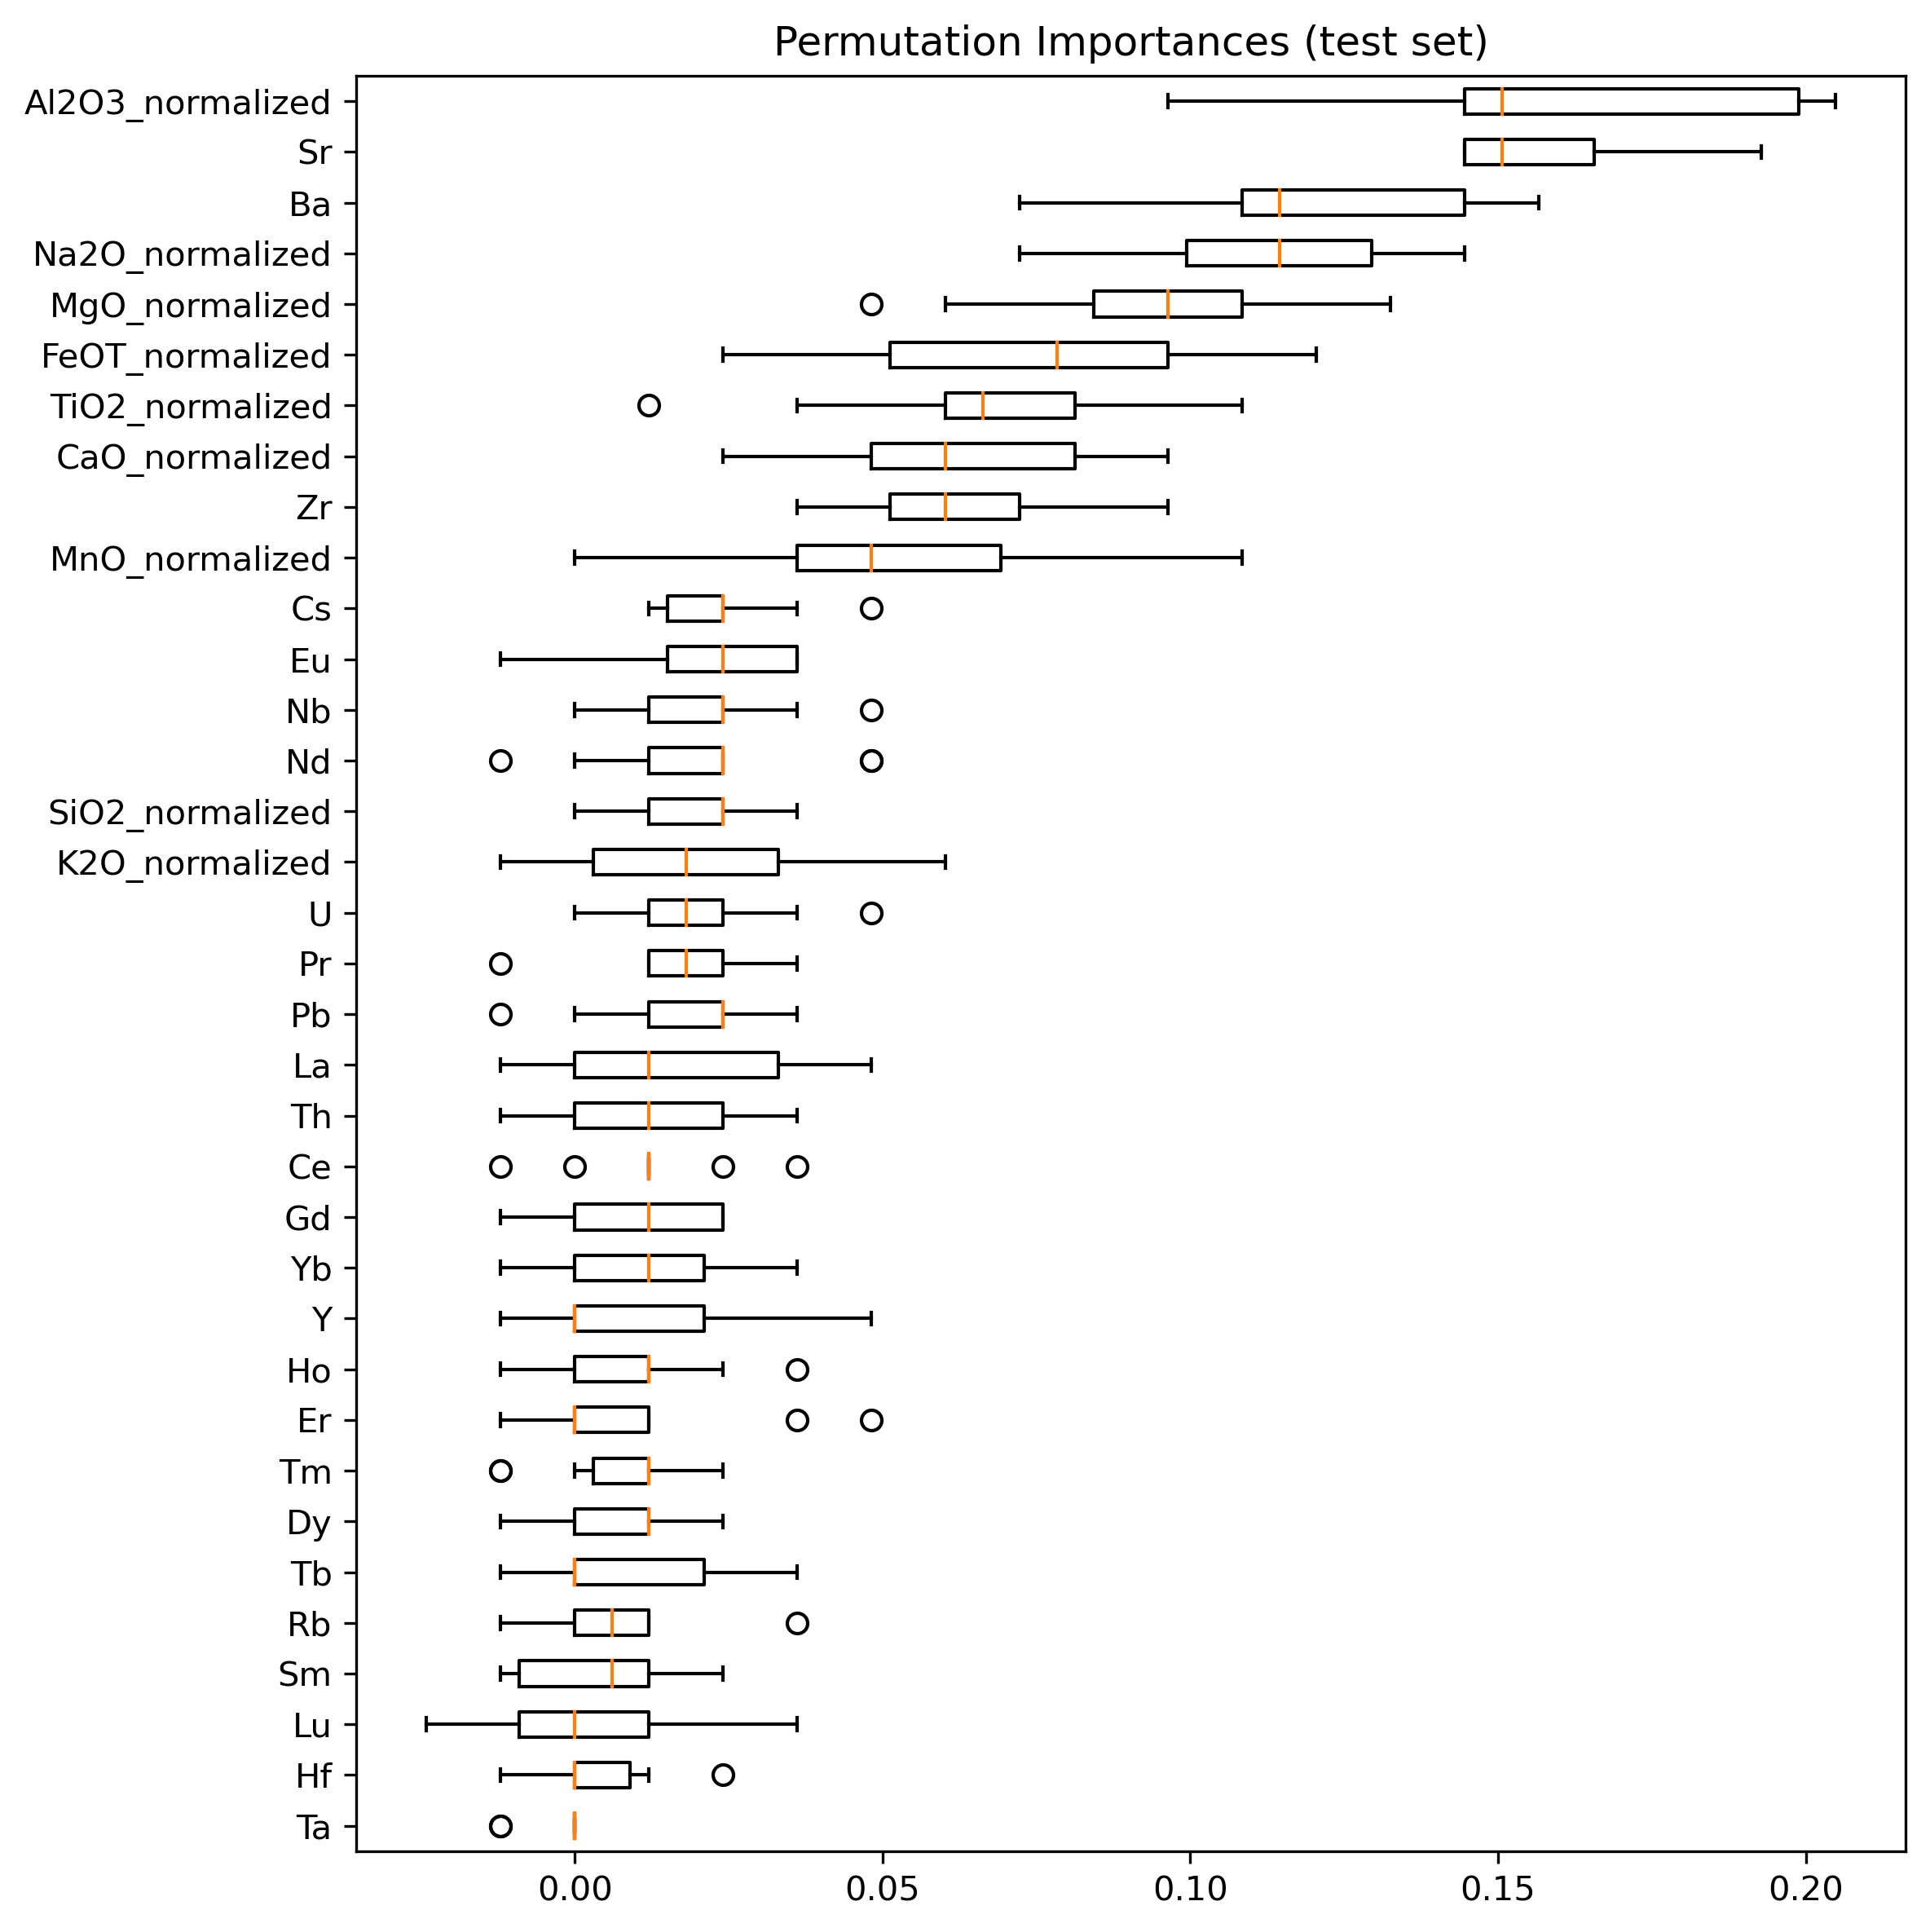 Permutation Importances (test set)
Al2O3_normalized
Sr
Ba
Na2O_normalized
MgO_normalized
FeOT_normalized
TiO2_normalized
CaO_normalized
Zr
MnO_normalized
Cs
Eu
Nb
Nd
SiO2_normalized
K2O_normalized
U
Pr
Pb
La
Th
Ce
Gd
Yb
Y
Ho
Er
Tm
Dy
Tb
Rb
Sm
Lu
Hf
Ta
0.00 0.05 0.10 0.15 0.20